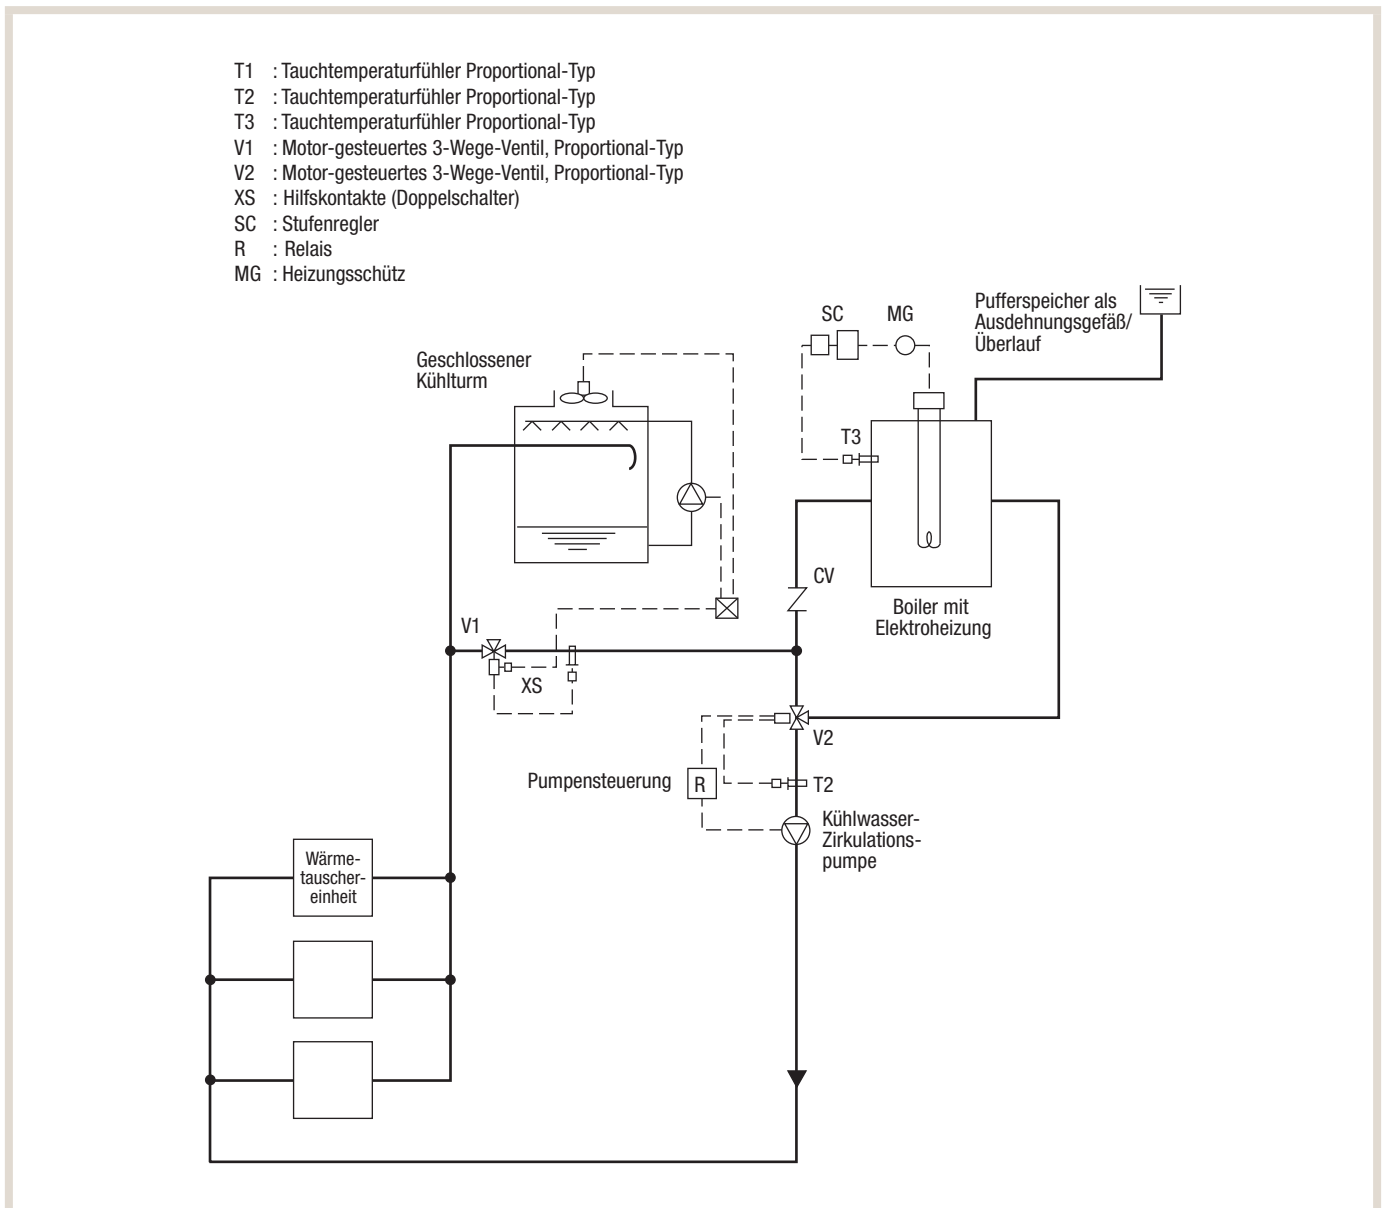 T1 : Tauchtemperaturfühler Proportional-Typ
T2 : Tauchtemperaturfühler Proportional-Typ
T3 : Tauchtemperaturfühler Proportional-Typ
V1 : Motor-gesteuertes 3-Wege-Ventil, Proportional-Typ
V2 : Motor-gesteuertes 3-Wege-Ventil, Proportional-Typ
XS : Hilfskontakte (Doppelschalter)
SC : Stufenregler
R : Relais
MG : Heizungsschütz
Pufferspeicher als
Ausdehnungsgefäß/
Überlauf
SC
MG
Geschlossener
Kühlturm
T3
CV
Boiler mit
Elektroheizung
V1
XS
V2
Pumpensteuerung
R
T2
Kühlwasser-
Zirkulations-
pumpe
Wärme-
tauscher-
einheit